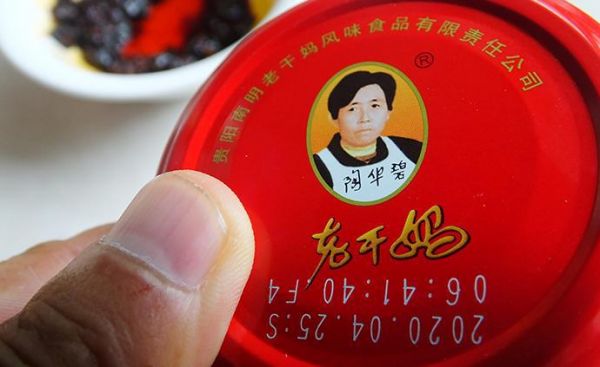 贵阳南明老干妈风味食品有限责任公司
®
陶华碧
老干妈
2020.04.25:S
06:41:40.F4